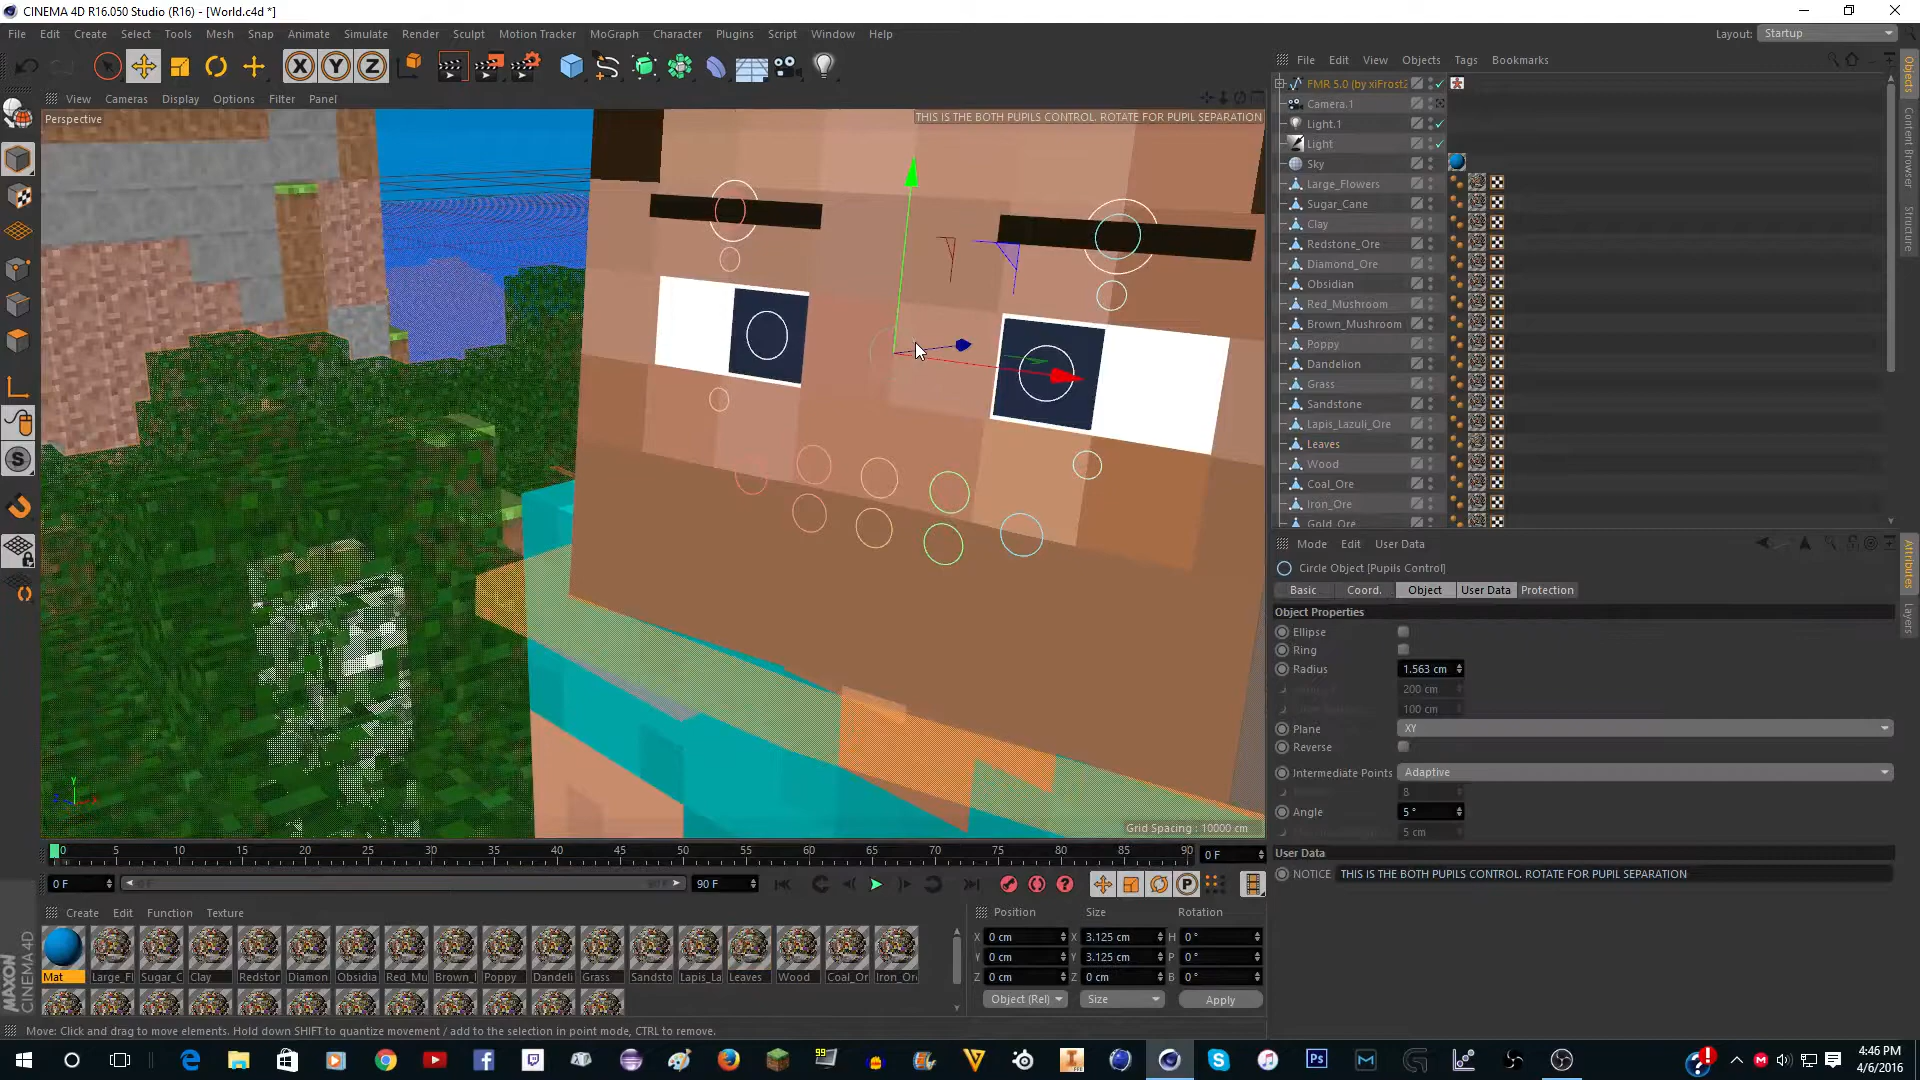 CINEMA 4D R16.050 Studio (R16) - [World.c4d *]
File Edit Create Select Tools Mesh Snap Animate Simulate Render Sculpt Motion Tracker MoGraph Character Plugins Script Window Help
Layout: Startup
X Y Z
View Cameras Display Options Filter Panel
Perspective
THIS IS THE BOTH PUPILS CONTROL. ROTATE FOR PUPIL SEPARATION
Grid Spacing : 10000 cm
File Edit View Objects Tags Bookmarks
FMR 5.0 (by xiFrost
Camera.1
Light.1
Light
Sky
Large_Flowers
Sugar_Cane
Clay
Redstone_Ore
Diamond_Ore
Obsidian
Red_Mushroom
Brown_Mushroom
Poppy
Dandelion
Grass
Sandstone
Lapis_Lazuli_Ore
Leaves
Wood
Coal_Ore
Iron_Ore
Gold_Ore
Objects
Content Browser
Structure
Attributes
Layers
Mode Edit User Data
Circle Object [Pupils Control]
Basic Coord. Object User Data Protection
Object Properties
Ellipse
Ring
Radius 1.563 cm
200 cm
100 cm
Plane XY
Reverse
Intermediate Points Adaptive
8
Angle 5 °
5 cm
User Data
NOTICE THIS IS THE BOTH PUPILS CONTROL. ROTATE FOR PUPIL SEPARATION
0 5 10 15 20 25 30 35 40 45 50 55 60 65 70 75 80 85 90
0 F
0 F
90 F
Create Edit Function Texture
Mat Large_Fl Sugar_C Clay Redstor Diamon Obsidia Red_Mu Brown_I Poppy Dandeli Grass Sandsto Lapis_La Leaves Wood Coal_Or Iron_Or
Position Size Rotation
X 0 cm X 3.125 cm H 0 °
Y 0 cm Y 3.125 cm P 0 °
Z 0 cm Z 0 cm B 0 °
Object (Rel) Size Apply
MAXON
CINEMA 4D
Move: Click and drag to move elements. Hold down SHIFT to quantize movement / add to the selection in point mode, CTRL to remove.
4:46 PM
4/6/2016